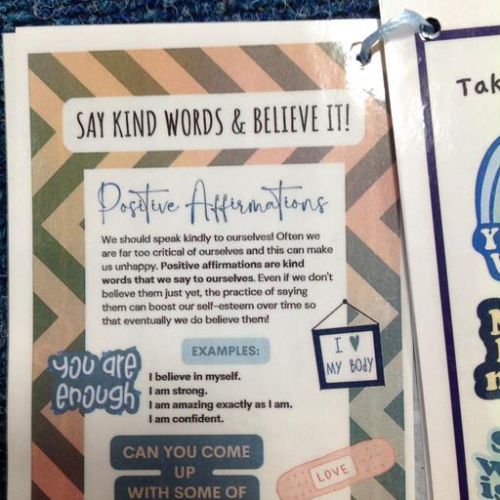 SAY KIND WORDS & BELIEVE IT!
Positive Affirmations
We should speak kindly to ourselves! Often we
are far too critical of ourselves and this can make
us unhappy. Positive affirmations are kind
words that we say to ourselves. Even if we don't
believe them just yet, the practice of saying
them can boost our self-esteem over time so
that eventually we do believe them!
EXAMPLES:
I believe in myself.
I am strong.
I am amazing exactly as I am.
I am confident.
you are
enough
I ♥
MY BODY
CAN YOU COME
UP
WITH SOME OF
LOVE
Tak